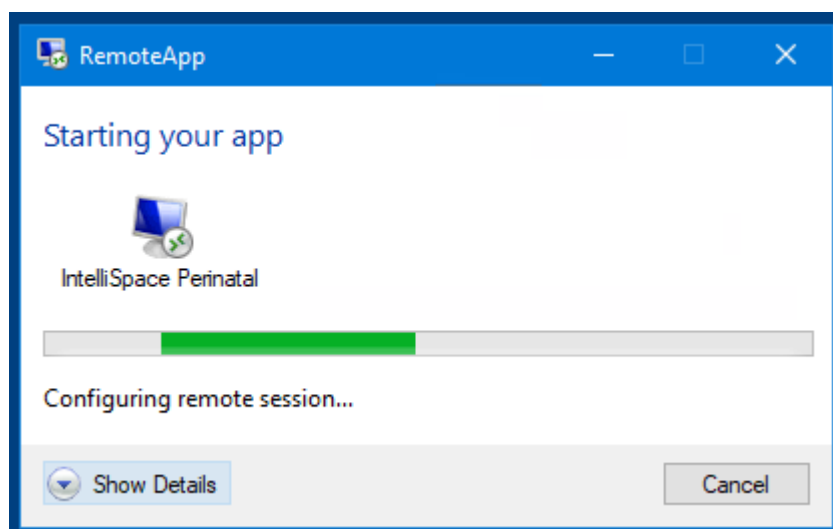 RemoteApp
Starting your app
IntelliSpace Perinatal
Configuring remote session...
Show Details
Cancel